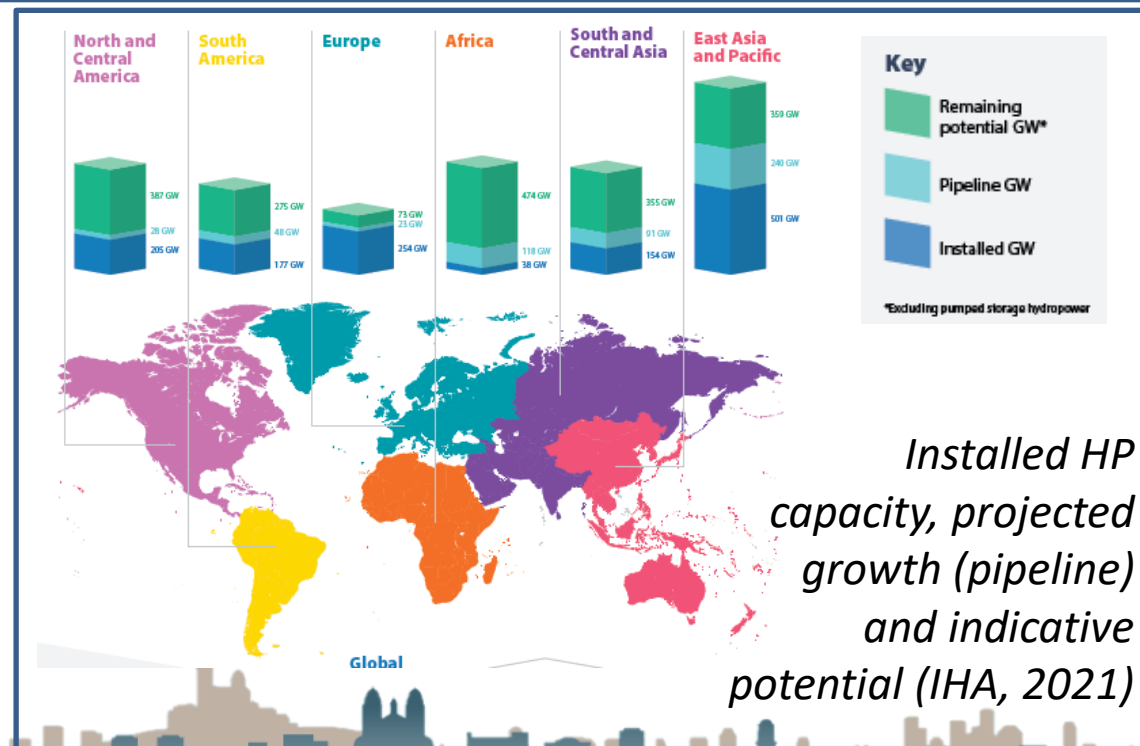 North and
Central
America
South
America
Europe
Africa
South and
Central Asia
East Asia
and Pacific
387 GW
28 GW
205 GW
275 GW
48 GW
177 GW
73 GW
23 GW
254 GW
474 GW
118 GW
38 GW
355 GW
91 GW
154 GW
359 GW
240 GW
501 GW
Key
Remaining
potential GW*
Pipeline GW
Installed GW
*Excluding pumped storage hydropower
Installed HP
capacity, projected
growth (pipeline)
and indicative
potential (IHA, 2021)
Global